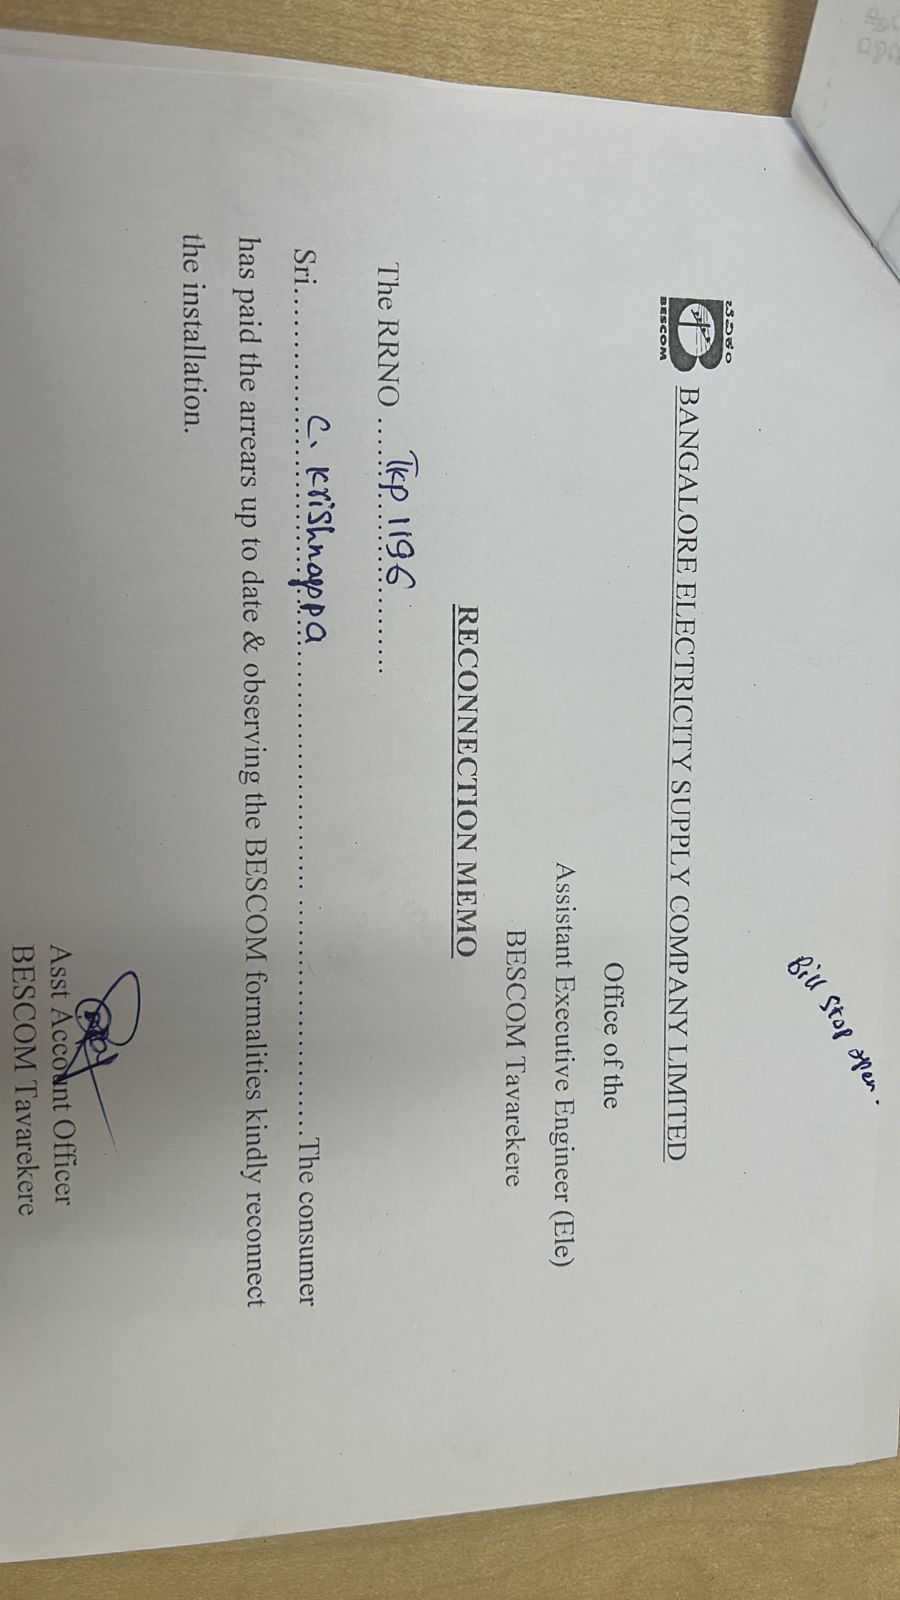 Bill stop open.
ಬೆವಿಕಂ
BESCOM
BANGALORE ELECTRICITY SUPPLY COMPANY LIMITED
Office of the
Assistant Executive Engineer (Ele)
BESCOM Tavarekere
RECONNECTION MEMO
The RRNO ....Tkp 1196............
Sri..............C. Krishnappa.......................................................The consumer
has paid the arrears up to date & observing the BESCOM formalities kindly reconnect
the installation.
Asst Account Officer
BESCOM Tavarekere